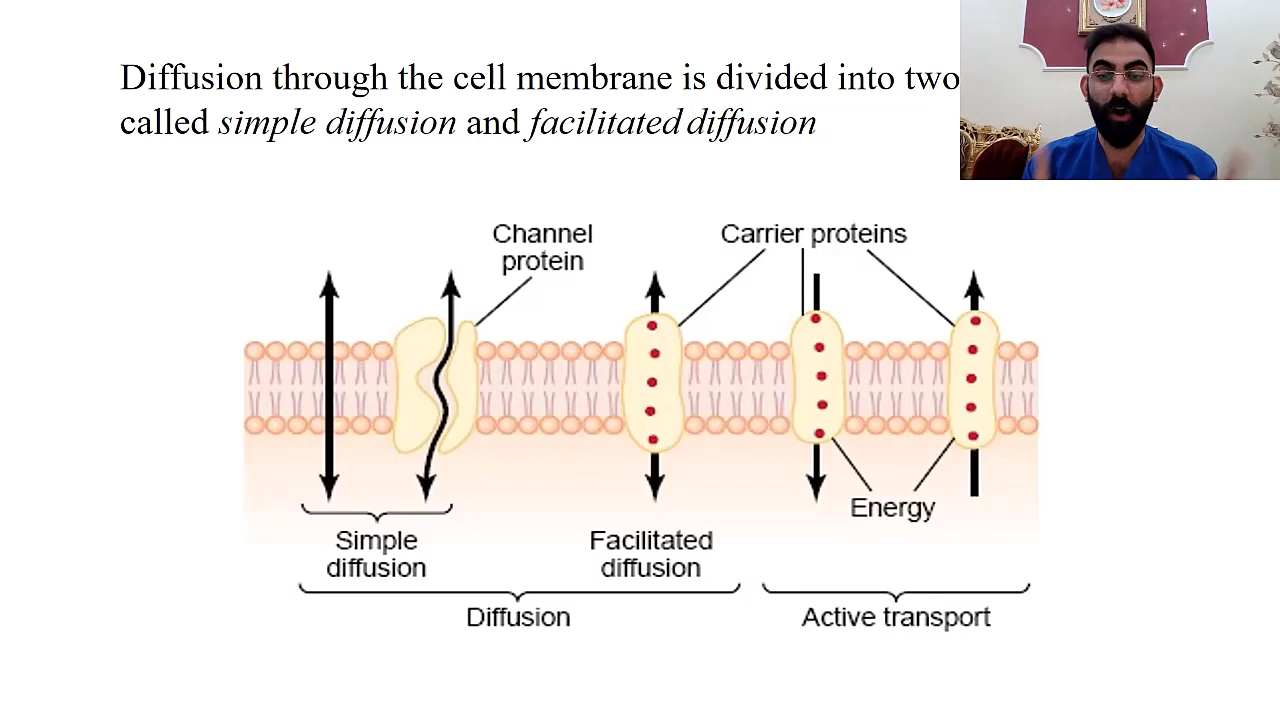 Diffusion through the cell membrane is divided into two
called simple diffusion and facilitated diffusion
Channel
protein
Carrier proteins
Energy
Simple
diffusion
Facilitated
diffusion
Diffusion
Active transport